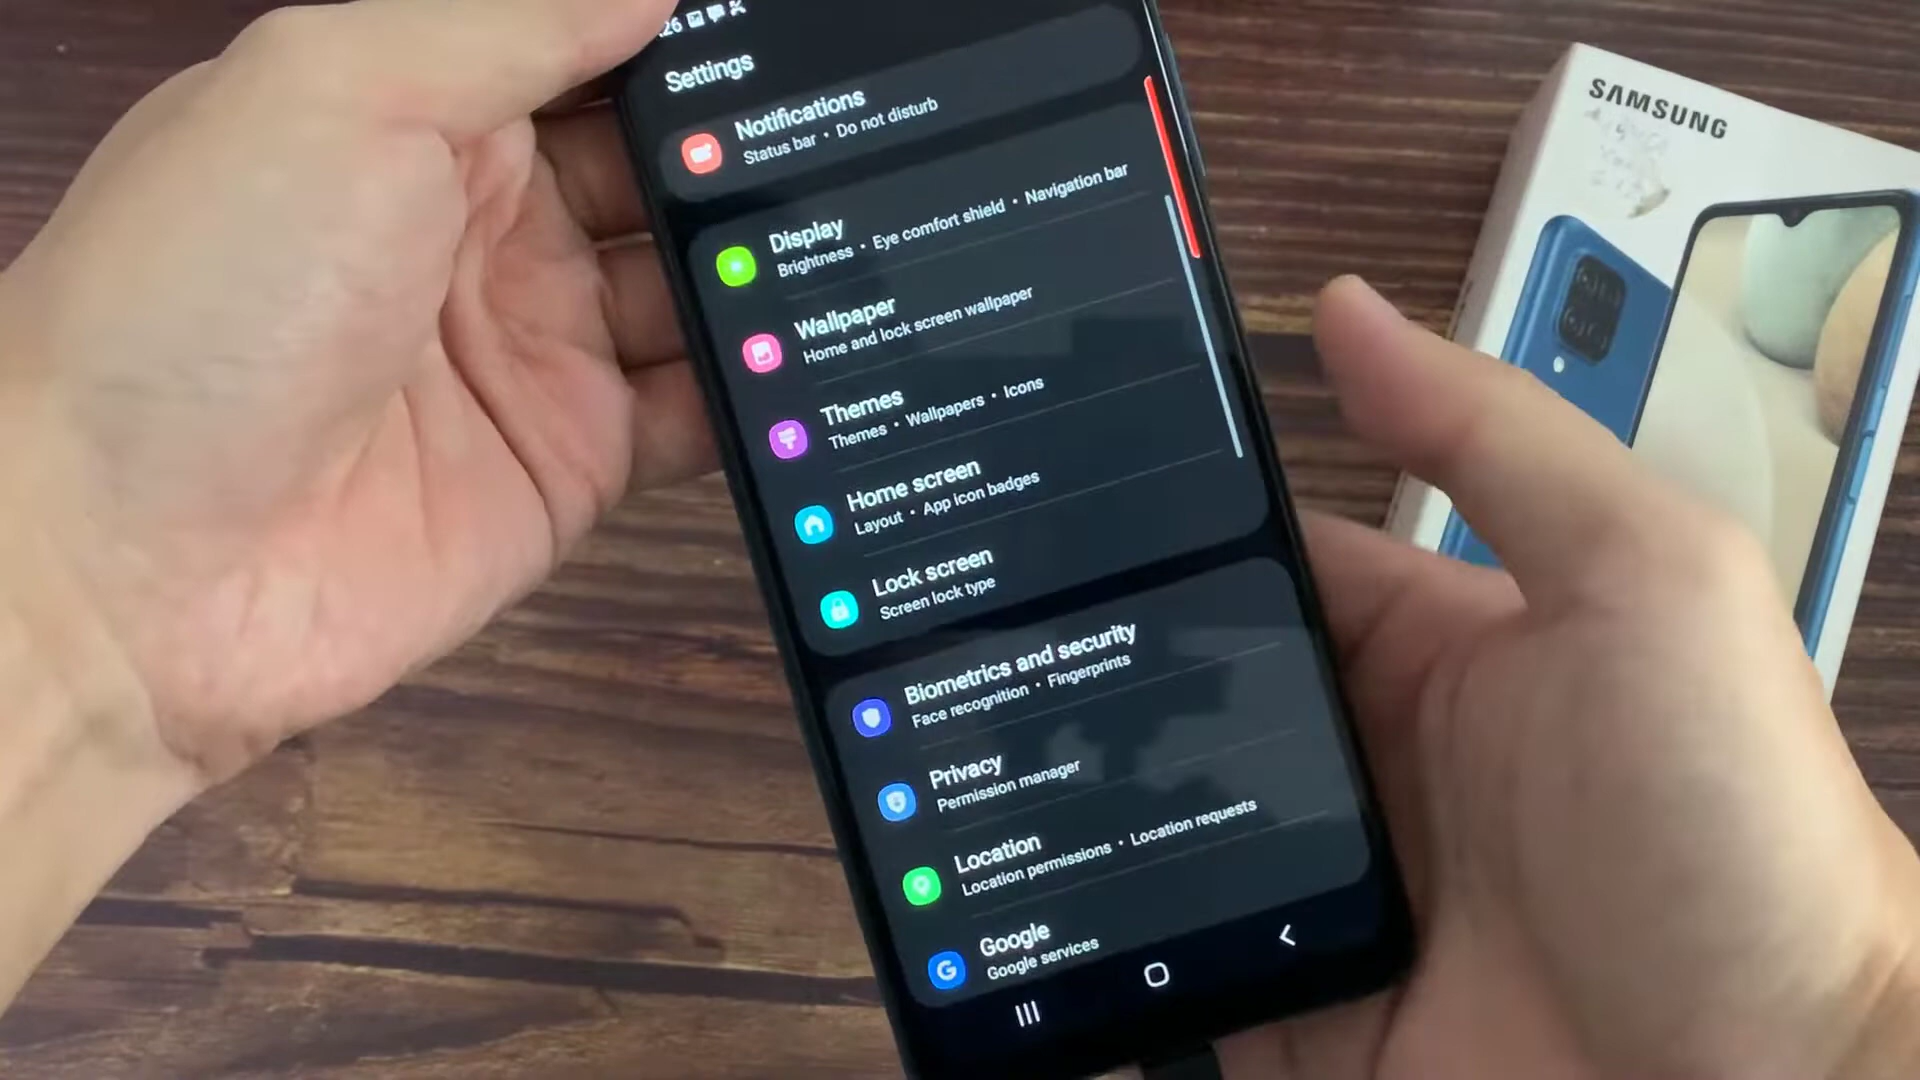 26
Settings
Notifications
Status bar • Do not disturb
Display
Brightness • Eye comfort shield • Navigation bar
Wallpaper
Home and lock screen wallpaper
Themes
Themes • Wallpapers • Icons
Home screen
Layout • App icon badges
Lock screen
Screen lock type
Biometrics and security
Face recognition • Fingerprints
Privacy
Permission manager
Location
Location permissions • Location requests
Google
Google services
SAMSUNG